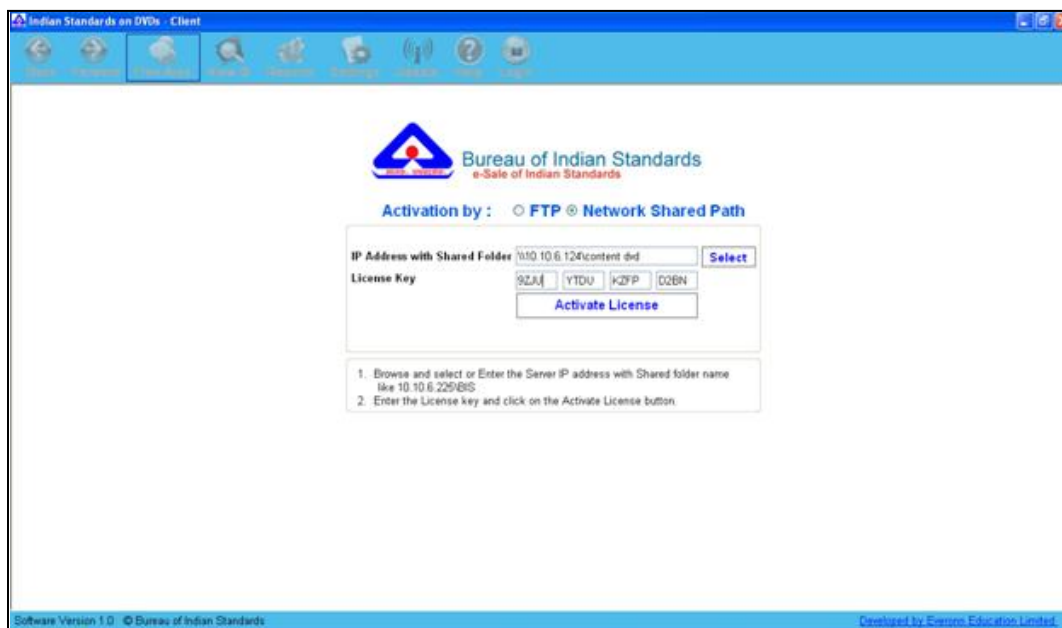 Indian Standards on DVDs - Client
Back
Settings
Help
Login
Bureau of Indian Standards
e-Sale of Indian Standards
Activation by : FTP Network Shared Path
IP Address with Shared Folder \\10.10.6.124\content dvd Select
License Key 9ZJU YTDU KZFP D2BN
Activate License
1. Browse and select or Enter the Server IP address with Shared folder name
like 10.10.6.225\BIS
2. Enter the License key and click on the Activate License button.
Software Version 1.0 © Bureau of Indian Standards
Developed by Everonn Education Limited